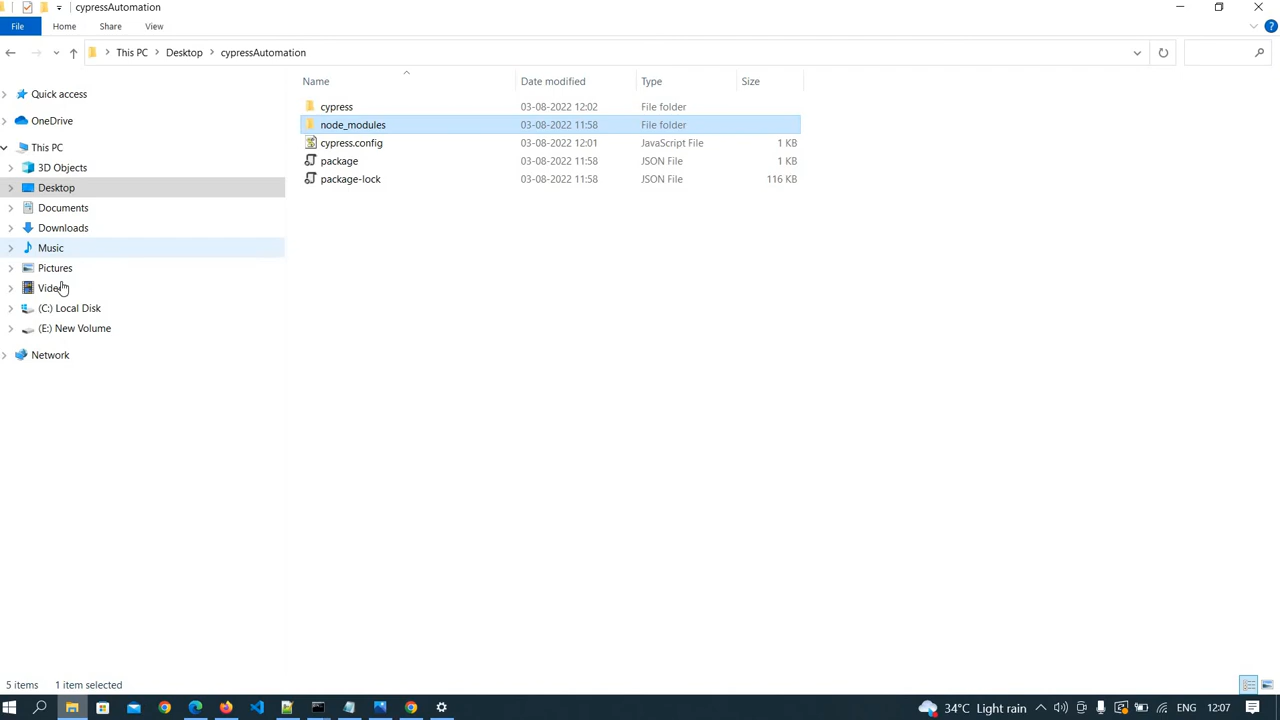 cypressAutomation
File Home Share View
This PC Desktop cypressAutomation
Name Date modified Type Size
Quick access
OneDrive
This PC
3D Objects
Desktop
Documents
Downloads
Music
Pictures
(C:) Local Disk
(E:) New Volume
Network
cypress 03-08-2022 12:02 File folder
node_modules 03-08-2022 11:58 File folder
cypress.config 03-08-2022 12:01 JavaScript File 1 KB
package 03-08-2022 11:58 JSON File 1 KB
package-lock 03-08-2022 11:58 JSON File 116 KB
5 items 1 item selected
34°C Light rain ENG 12:07